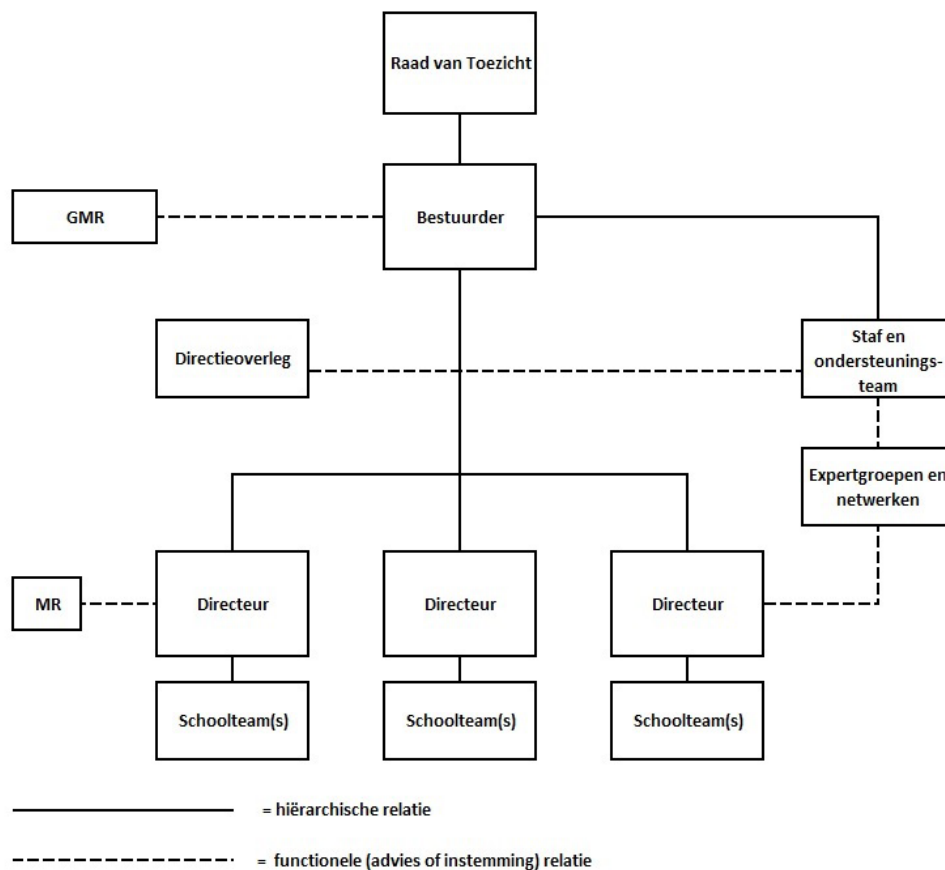 Raad van Toezicht
GMR
Bestuurder
Directieoverleg
Staf en
ondersteunings-
team
Expertgroepen en
netwerken
MR
Directeur
Directeur
Directeur
Schoolteam(s)
Schoolteam(s)
Schoolteam(s)
= hiërarchische relatie
= functionele (advies of instemming) relatie